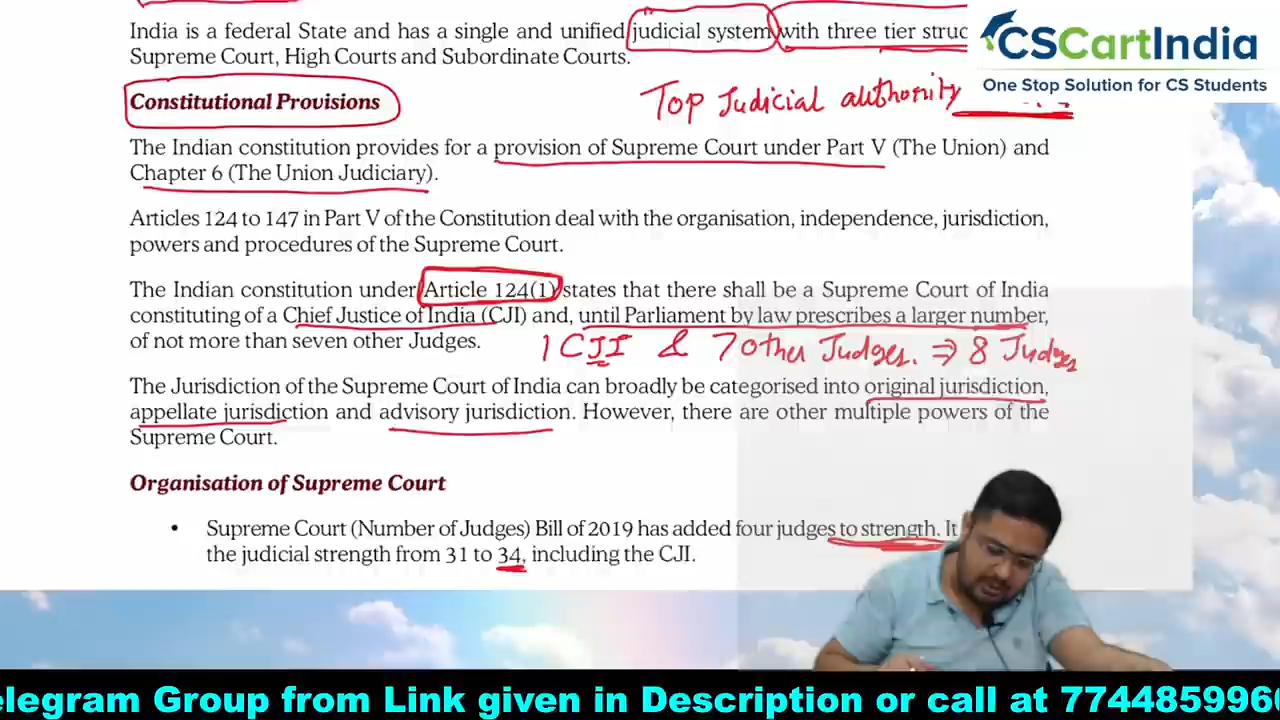 India is a federal State and has a single and unified judicial system with three tier struc
Supreme Court, High Courts and Subordinate Courts.
CSCartIndia
One Stop Solution for CS Students
Constitutional Provisions
Top Judicial authority
The Indian constitution provides for a provision of Supreme Court under Part V (The Union) and
Chapter 6 (The Union Judiciary).
Articles 124 to 147 in Part V of the Constitution deal with the organisation, independence, jurisdiction,
powers and procedures of the Supreme Court.
The Indian constitution under Article 124(1) states that there shall be a Supreme Court of India
constituting of a Chief Justice of India (CJI) and, until Parliament by law prescribes a larger number,
of not more than seven other Judges.
1 CJI & 7 other Judges. ⇒ 8 Judges
The Jurisdiction of the Supreme Court of India can broadly be categorised into original jurisdiction,
appellate jurisdiction and advisory jurisdiction. However, there are other multiple powers of the
Supreme Court.
Organisation of Supreme Court
• Supreme Court (Number of Judges) Bill of 2019 has added four judges to strength. It
the judicial strength from 31 to 34, including the CJI.
elegram Group from Link given in Description or call at 7744859960